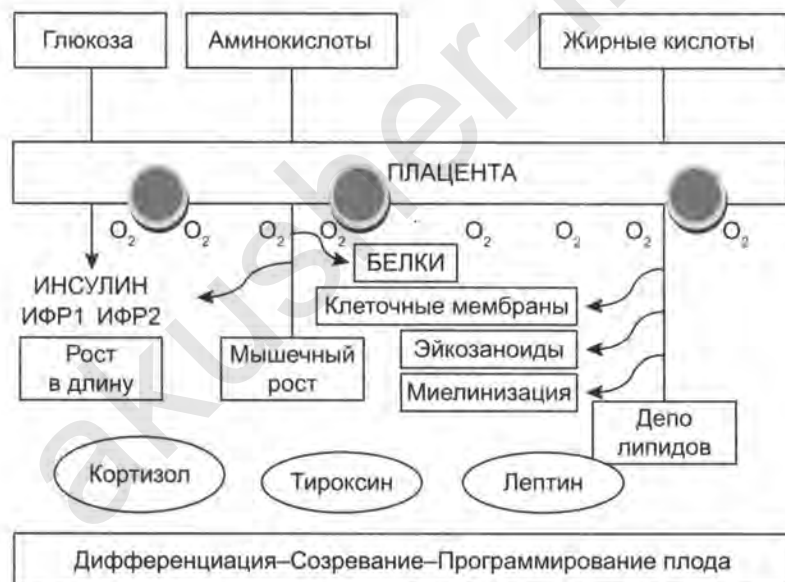 Глюкоза
Аминокислоты
Жирные кислоты
ПЛАЦЕНТА
O₂ O₂ O₂ O₂ O₂ O₂ O₂ O₂
ИНСУЛИН
ИФР1 ИФР2
БЕЛКИ
Клеточные мембраны
Рост
в длину
Мышечный
рост
Эйкозаноиды
Миелинизация
Депо
липидов
Кортизол
Тироксин
Лептин
Дифференциация–Созревание–Программирование плода